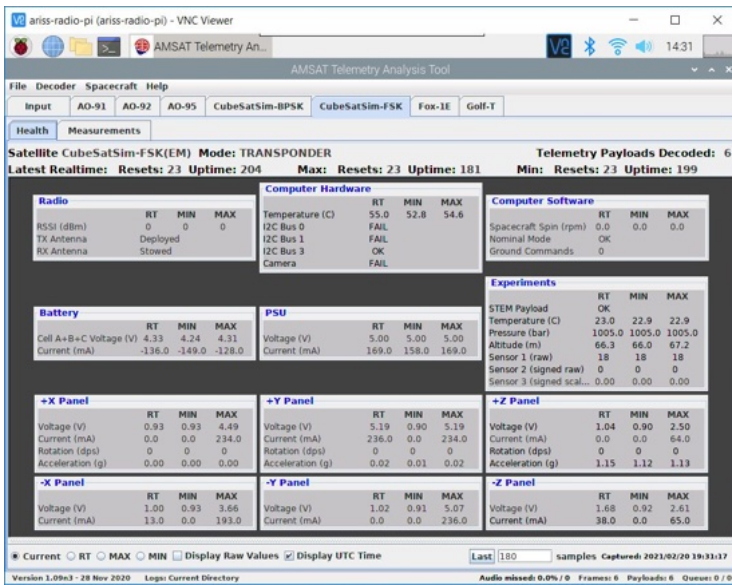 ariss-radio-pi (ariss-radio-pi) - VNC Viewer
AMSAT Telemetry An... 14:31
AMSAT Telemetry Analysis Tool
File Decoder Spacecraft Help
Input AO-91 AO-92 AO-95 CubeSatSim-BPSK CubeSatSim-FSK Fox-1E Golf-T
Health Measurements
Satellite CubeSatSim-FSK(EM) Mode: TRANSPONDER Telemetry Payloads Decoded: 6
Latest Realtime: Resets: 23 Uptime: 204 Max: Resets: 23 Uptime: 181 Min: Resets: 23 Uptime: 199
Radio
RT MIN MAX
RSSI (dBm) 0 0 0
TX Antenna Deployed
RX Antenna Stowed
Computer Hardware
RT MIN MAX
Temperature (C) 55.0 52.8 54.6
I2C Bus 0 FAIL
I2C Bus 1 FAIL
I2C Bus 3 OK
Camera FAIL
Computer Software
RT MIN MAX
Spacecraft Spin (rpm) 0.0 0.0 0.0
Nominal Mode OK
Ground Commands 0
Battery
RT MIN MAX
Cell A+B+C Voltage (V) 4.33 4.24 4.31
Current (mA) -136.0 -149.0 -128.0
PSU
RT MIN MAX
Voltage (V) 5.00 5.00 5.00
Current (mA) 169.0 158.0 169.0
Experiments
RT MIN MAX
STEM Payload OK
Temperature (C) 23.0 22.9 22.9
Pressure (bar) 1005.0 1005.0 1005.0
Altitude (m) 66.3 66.0 67.2
Sensor 1 (raw) 18 18 18
Sensor 2 (signed raw) 0 0 0
Sensor 3 (signed scal... 0.00 0.00 0.00
+X Panel
RT MIN MAX
Voltage (V) 0.93 0.93 4.49
Current (mA) 0.0 0.0 234.0
Rotation (dps) 0 0 0
Acceleration (g) 0.00 0.00 0.00
+Y Panel
RT MIN MAX
Voltage (V) 5.19 0.90 5.19
Current (mA) 236.0 0.0 234.0
Rotation (dps) 0 0 0
Acceleration (g) 0.02 0.01 0.02
+Z Panel
RT MIN MAX
Voltage (V) 1.04 0.90 2.50
Current (mA) 0.0 0.0 64.0
Rotation (dps) 0 0 0
Acceleration (g) 1.15 1.12 1.13
-X Panel
RT MIN MAX
Voltage (V) 1.00 0.93 3.66
Current (mA) 13.0 0.0 193.0
-Y Panel
RT MIN MAX
Voltage (V) 1.02 0.91 5.07
Current (mA) 0.0 0.0 236.0
-Z Panel
RT MIN MAX
Voltage (V) 1.68 0.92 2.61
Current (mA) 38.0 0.0 65.0
Current RT MAX MIN Display Raw Values Display UTC Time Last 180 samples Captured: 2021/02/20 19:31:17
Version 1.09n3 - 28 Nov 2020 Logs: Current Directory Audio missed: 0.0% / 0 Frames: 6 Payloads: 6 Queue: 0 / 0